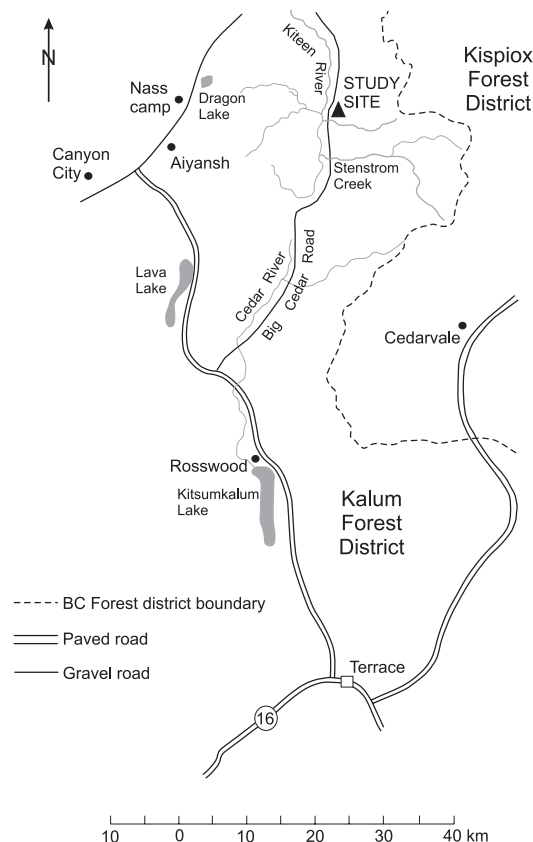 N
Kiteen
River
Kispiox
Forest
District
STUDY
SITE
Nass
camp
Dragon
Lake
Canyon
City
Aiyansh
Stenstrom
Creek
Lava
Lake
Cedar River
Big Cedar Road
Cedarvale
Rosswood
Kitsumkalum
Lake
Kalum
Forest
District
BC Forest district boundary
Paved road
Gravel road
Terrace
16
10 0 10 20 30 40 km